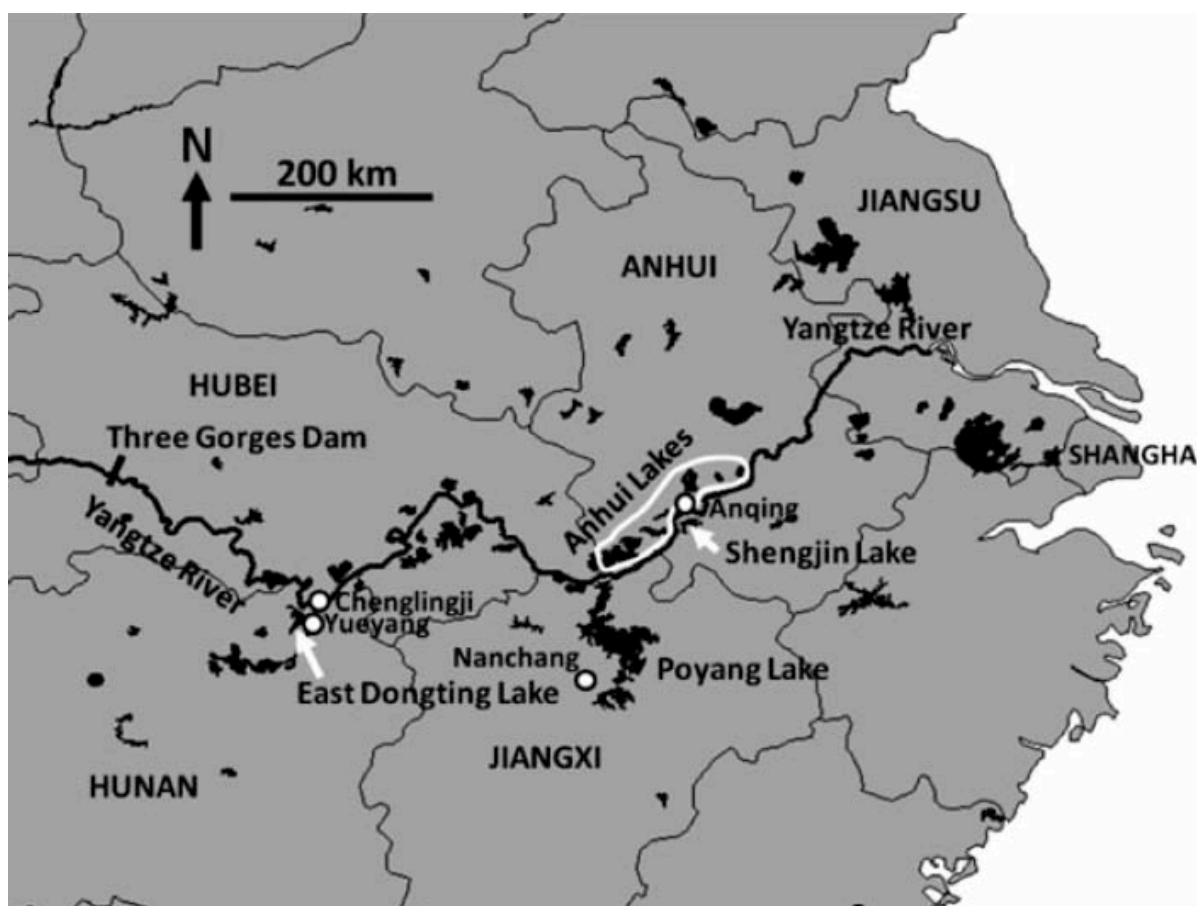 N
200 km
JIANGSU
ANHUI
Yangtze River
HUBEI
Three Gorges Dam
Anhui Lakes
SHANGHA
Yangtze River
Anqing
Shengjin Lake
Chenglingji
Yueyang
Nanchang
Poyang Lake
East Dongting Lake
JIANGXI
HUNAN